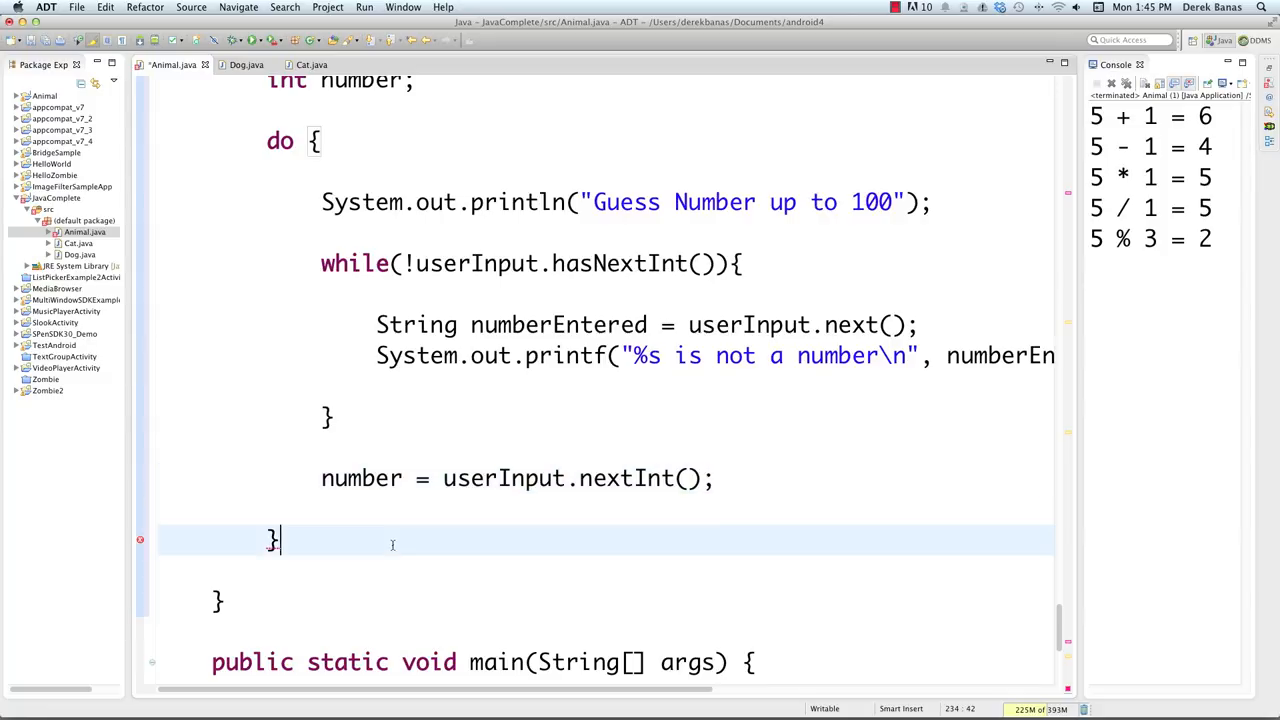 ADT File Edit Refactor Source Navigate Search Project Run Window Help 10 Mon 1:45 PM Derek Banas
Java – JavaComplete/src/Animal.java – ADT – /Users/derekbanas/Documents/android4
Quick Access Java DDMS
Package Exp
*Animal.java Dog.java Cat.java
Console
<terminated> Animal (1) [Java Application] /S
Animal
appcompat_v7
appcompat_v7_2
appcompat_v7_3
appcompat_v7_4
BridgeSample
HelloWorld
HelloZombie
ImageFilterSampleApp
JavaComplete
src
(default package)
Animal.java
Cat.java
Dog.java
JRE System Library [Ja
ListPickerExample2Activi
MediaBrowser
MultiWindowSDKExample
MusicPlayerActivity
SlookActivity
SPenSDK30_Demo
TestAndroid
TextGroupActivity
VideoPlayerActivity
Zombie
Zombie2
int number;
do {
System.out.println("Guess Number up to 100");
while(!userInput.hasNextInt()){
String numberEntered = userInput.next();
System.out.printf("%s is not a number\n", numberEn
}
number = userInput.nextInt();
}
}
public static void main(String[] args) {
5 + 1 = 6
5 - 1 = 4
5 * 1 = 5
5 / 1 = 5
5 % 3 = 2
Writable Smart Insert 234 : 42 225M of 393M